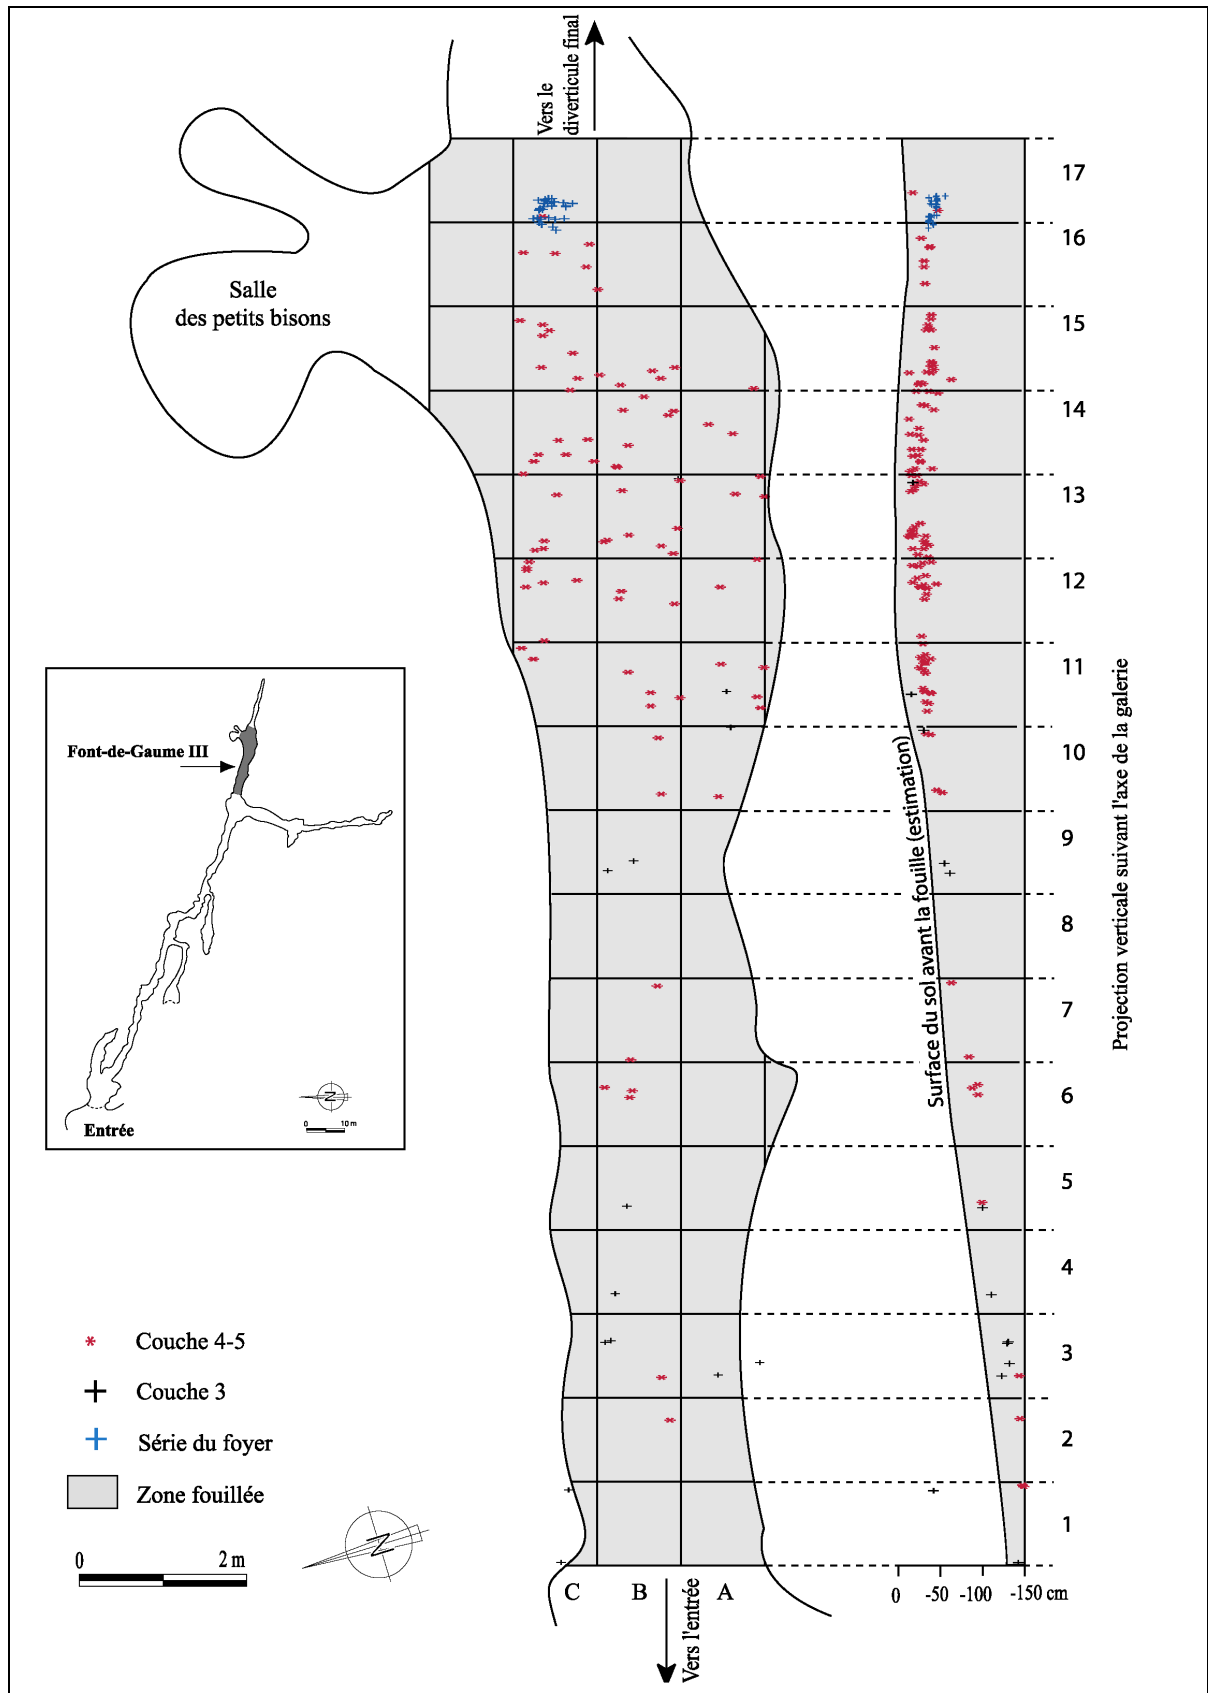 Vers le
diverticule final
17
16
15
14
13
12
11
10
9
8
7
6
5
4
3
2
1
Salle
des petits bisons
Font-de-Gaume III
Entrée
N
0 10 m
Surface du sol avant la fouille (estimation)
Projection verticale suivant l'axe de la galerie
Couche 4-5
Couche 3
Série du foyer
Zone fouillée
0 2 m
N
C B A
Vers l'entrée
0 -50 -100 -150 cm